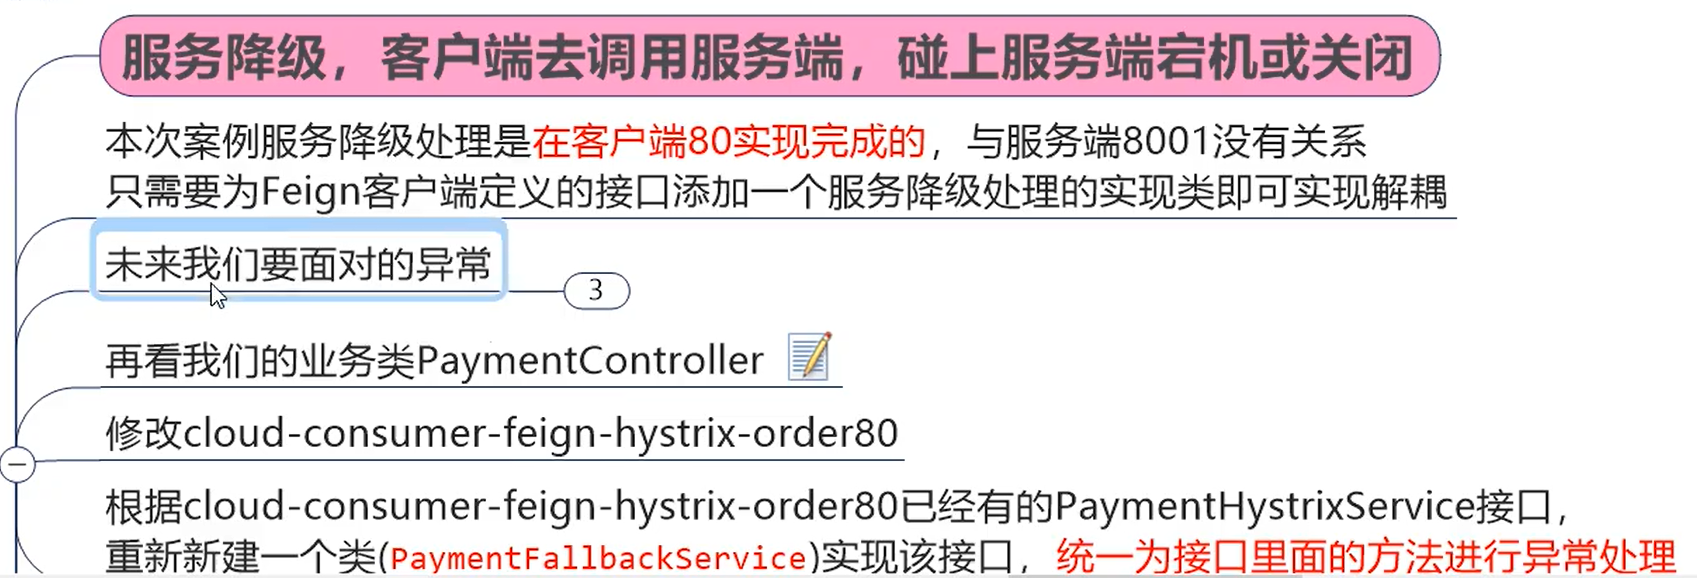 服务降级，客户端去调用服务端，碰上服务端宕机或关闭
本次案例服务降级处理是在客户端80实现完成的，与服务端8001没有关系
只需要为Feign客户端定义的接口添加一个服务降级处理的实现类即可实现解耦
未来我们要面对的异常
3
再看我们的业务类PaymentController
修改cloud-consumer-feign-hystrix-order80
根据cloud-consumer-feign-hystrix-order80已经有的PaymentHystrixService接口，
重新新建一个类(PaymentFallbackService)实现该接口，统一为接口里面的方法进行异常处理